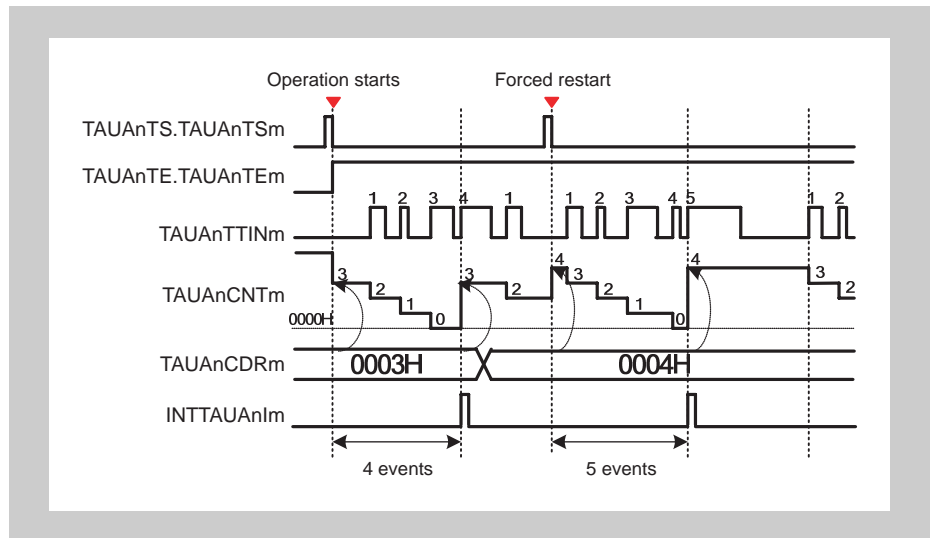 Operation starts Forced restart
TAUAnTS.TAUAnTSm
TAUAnTE.TAUAnTEm
1 2 3 4 1 1 2 3 4 5 1 2
TAUAnTTINm
3 2 1 0 3 2 4 3 2 1 0 4 3 2
TAUAnCNTm
0000H
TAUAnCDRm 0003H 0004H
INTTAUAnIm
4 events 5 events